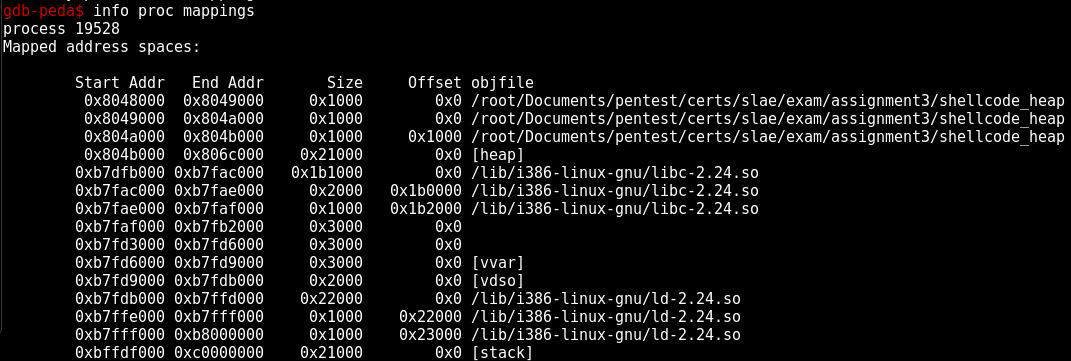 gdb-peda$ info proc mappings
process 19528
Mapped address spaces:
Start Addr End Addr Size Offset objfile
0x8048000 0x8049000 0x1000 0x0 /root/Documents/pentest/certs/slae/exam/assignment3/shellcode_heap
0x8049000 0x804a000 0x1000 0x0 /root/Documents/pentest/certs/slae/exam/assignment3/shellcode_heap
0x804a000 0x804b000 0x1000 0x1000 /root/Documents/pentest/certs/slae/exam/assignment3/shellcode_heap
0x804b000 0x806c000 0x21000 0x0 [heap]
0xb7dfb000 0xb7fac000 0x1b1000 0x0 /lib/i386-linux-gnu/libc-2.24.so
0xb7fac000 0xb7fae000 0x2000 0x1b0000 /lib/i386-linux-gnu/libc-2.24.so
0xb7fae000 0xb7faf000 0x1000 0x1b2000 /lib/i386-linux-gnu/libc-2.24.so
0xb7faf000 0xb7fb2000 0x3000 0x0
0xb7fd3000 0xb7fd6000 0x3000 0x0
0xb7fd6000 0xb7fd9000 0x3000 0x0 [vvar]
0xb7fd9000 0xb7fdb000 0x2000 0x0 [vdso]
0xb7fdb000 0xb7ffd000 0x22000 0x0 /lib/i386-linux-gnu/ld-2.24.so
0xb7ffe000 0xb7fff000 0x1000 0x22000 /lib/i386-linux-gnu/ld-2.24.so
0xb7fff000 0xb8000000 0x1000 0x23000 /lib/i386-linux-gnu/ld-2.24.so
0xbffdf000 0xc0000000 0x21000 0x0 [stack]